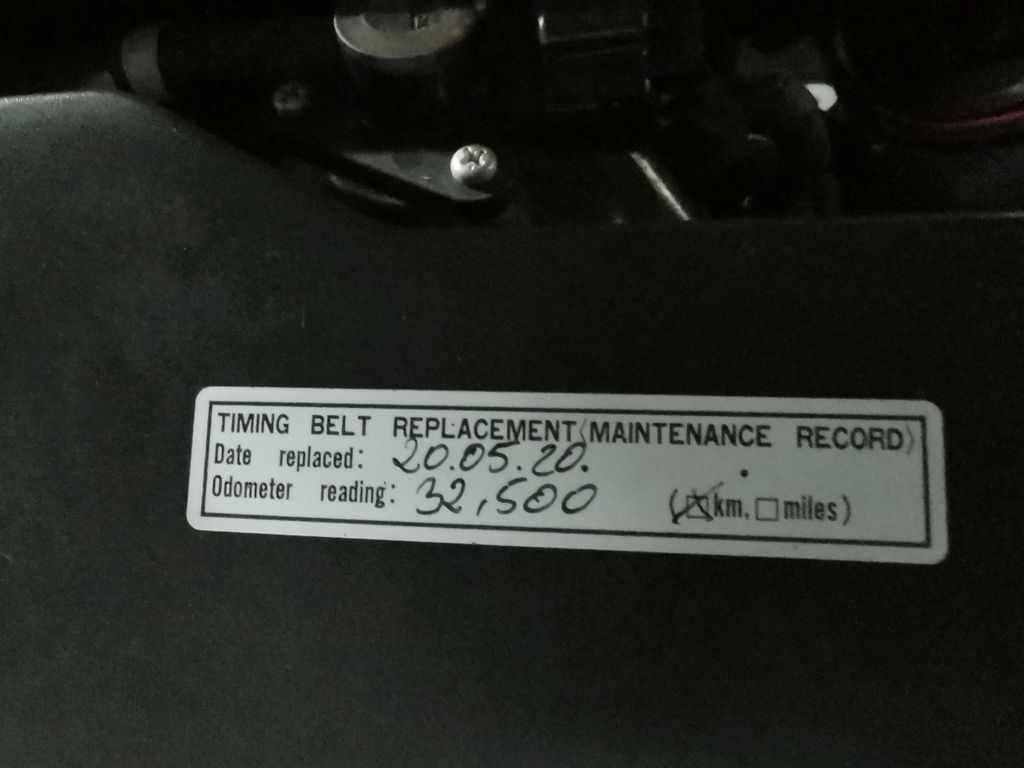 TIMING BELT REPLACEMENT (MAINTENANCE RECORD)
Date replaced: 20.05.20.
Odometer reading: 32,500 (☒km, ☐miles)